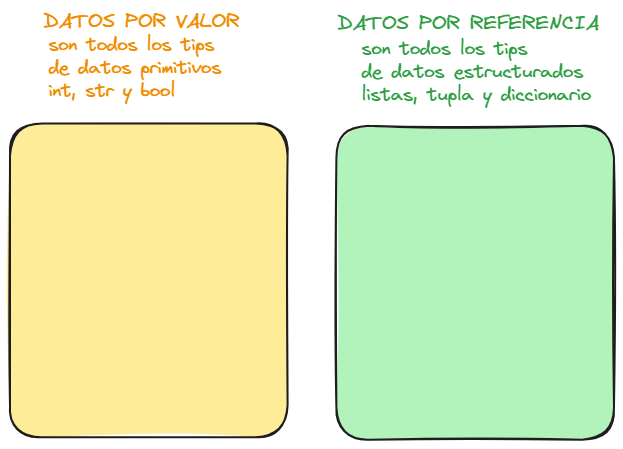 DATOS POR VALOR
son todos los tips
de datos primitivos
int, str y bool
DATOS POR REFERENCIA
son todos los tips
de datos estructurados
listas, tupla y diccionario